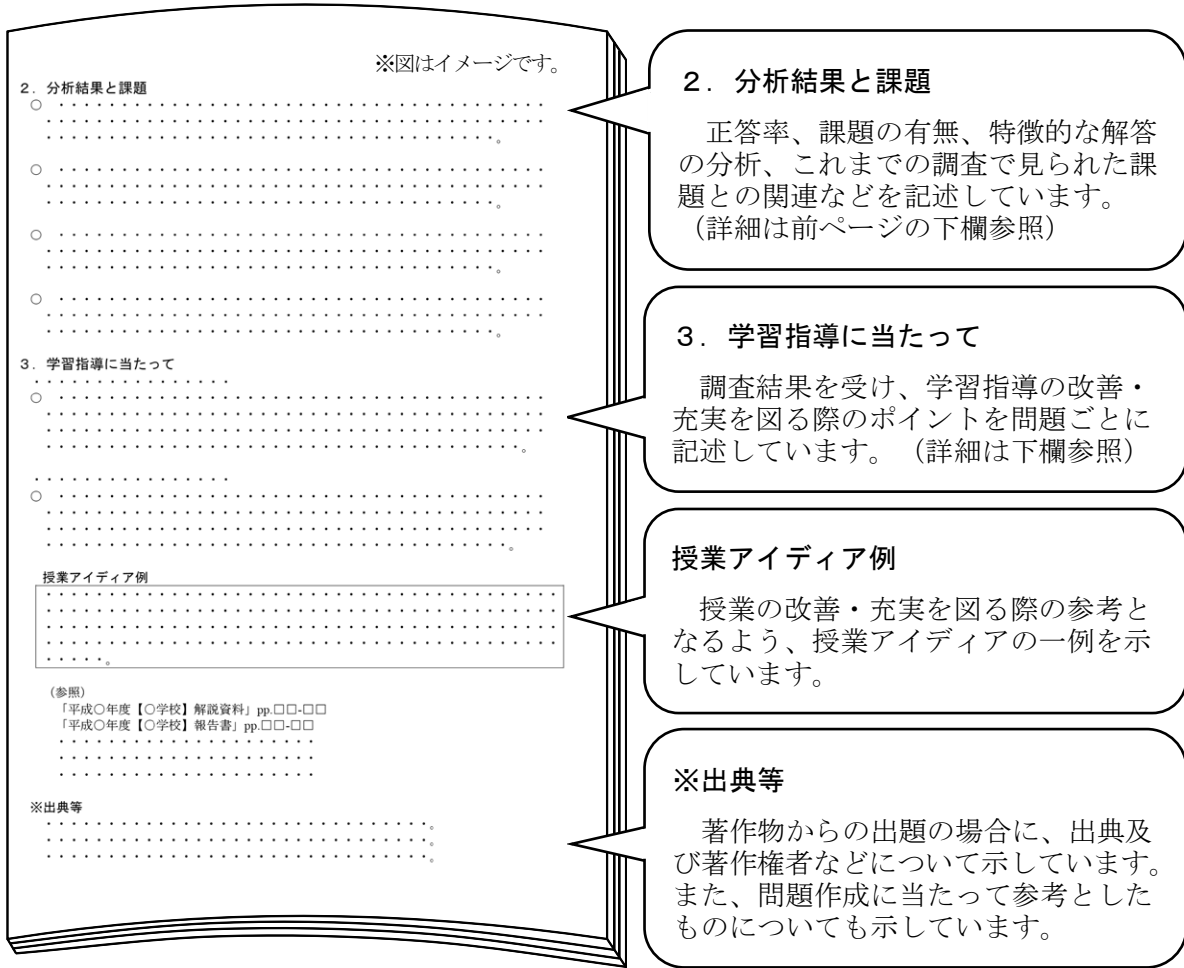 ※図はイメージです。
２．分析結果と課題
○ ・・・・・・・・・・・・・・・・・・・・・・・・・・・・・・・・・・・・・・
・・・・・・・・・・・・・・・・・・・・・・・・・・・・・・・・・・・・・・・
・・・・・・・・・・・・・・・・・・・・・・・・・・・・・・・・・・・。
○ ・・・・・・・・・・・・・・・・・・・・・・・・・・・・・・・・・・・・・・
・・・・・・・・・・・・・・・・・・・・・・・・・・・・・・・・・・・・・・・
・・・・・・・・・・・・・・・・・・・・・・・・・・・・・・・・・・・。
○ ・・・・・・・・・・・・・・・・・・・・・・・・・・・・・・・・・・・・・・
・・・・・・・・・・・・・・・・・・・・・・・・・・・・・・・・・・・・・・・
・・・・・・・・・・・・・・・・・・・・・・・・・・・・・・・・・・・。
○ ・・・・・・・・・・・・・・・・・・・・・・・・・・・・・・・・・・・・・・
・・・・・・・・・・・・・・・・・・・・・・・・・・・・・・・・・・・・・・・
・・・・・・・・・・・・・・・・・・・・・・・・・・・・・・・・・・・。
３．学習指導に当たって
・・・・・・・・・・・・・・・・
○ ・・・・・・・・・・・・・・・・・・・・・・・・・・・・・・・・・・・・・・
・・・・・・・・・・・・・・・・・・・・・・・・・・・・・・・・・・・・・・・
・・・・・・・・・・・・・・・・・・・・・・・・・・・・・・・・・・・・・・・
・・・・・・・・・・・・・・・・・・・・・・・・・・・・・・・・・・・・・。
・・・・・・・・・・・・・・・・
○ ・・・・・・・・・・・・・・・・・・・・・・・・・・・・・・・・・・・・・・
・・・・・・・・・・・・・・・・・・・・・・・・・・・・・・・・・・・・・・・
・・・・・・・・・・・・・・・・・・・・・・・・・・・・・・・・・・・・・・・
・・・・・・・・・・・・・・・・・・・・・・・・・・・・・・・・・・・・。
授業アイディア例
・・・・・・・・・・・・・・・・・・・・・・・・・・・・・・・・・・・・・・・・
・・・・・・・・・・・・・・・・・・・・・・・・・・・・・・・・・・・・・・・・
・・・・・・・・・・・・・・・・・・・・・・・・・・・・・・・・・・・・・・・・
・・・・・・・・・・・・・・・・・・・・・・・・・・・・・・・・・・・・・・・・
・・・・・。
（参照）
「平成○年度【○学校】解説資料」pp.□□-□□
「平成○年度【○学校】報告書」pp.□□-□□
・・・・・・・・・・・・・・・・・・・・・
・・・・・・・・・・・・・・・・・・・・・
・・・・・・・・・・・・・・・・・・・・・
※出典等
・・・・・・・・・・・・・・・・・・・・・・・・・・・・・・。
・・・・・・・・・・・・・・・・・・・・・・・・・・・・・・。
・・・・・・・・・・・・・・・・・・・・・・・・・・・・・・。
２．分析結果と課題
正答率、課題の有無、特徴的な解答
の分析、これまでの調査で見られた課
題との関連などを記述しています。
（詳細は前ページの下欄参照）
３．学習指導に当たって
調査結果を受け、学習指導の改善・
充実を図る際のポイントを問題ごとに
記述しています。（詳細は下欄参照）
授業アイディア例
授業の改善・充実を図る際の参考と
なるよう、授業アイディアの一例を示
しています。
※出典等
著作物からの出題の場合に、出典及
び著作権者などについて示しています。
また、問題作成に当たって参考とした
ものについても示しています。